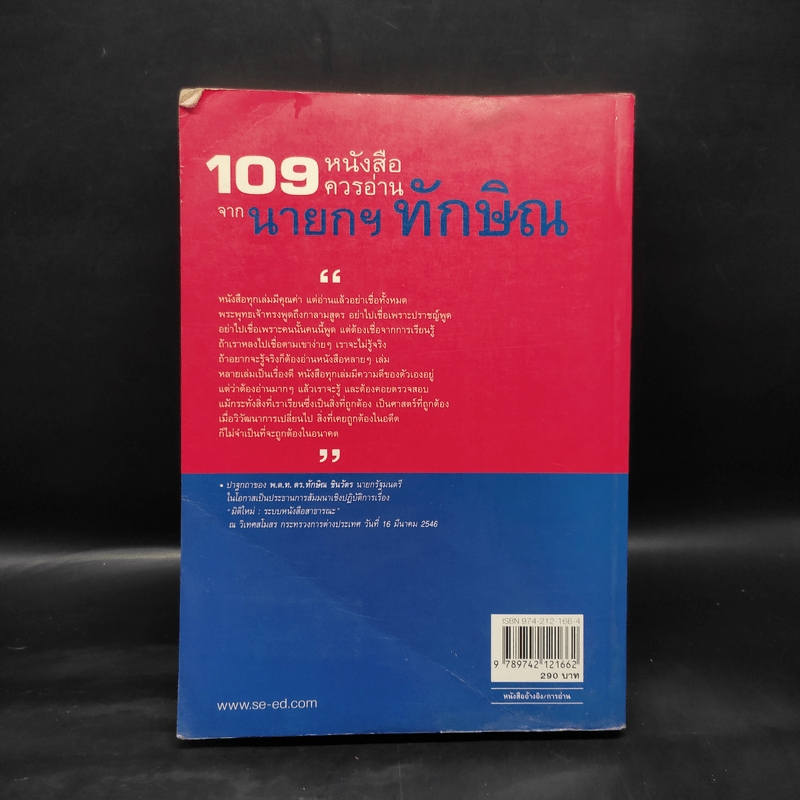 109 หนังสือ
ควรอ่าน
จาก นายกฯ ทักษิณ
“
หนังสือทุกเล่มมีคุณค่า แต่อ่านแล้วอย่าเชื่อทั้งหมด
พระพุทธเจ้าทรงพูดถึงกาลามสูตร อย่าไปเชื่อเพราะปราชญ์พูด
อย่าไปเชื่อเพราะคนนั้นคนนี้พูด แต่ต้องเชื่อจากการเรียนรู้
ถ้าเราหลงไปเชื่อตามเขาง่ายๆ เราจะไม่รู้จริง
ถ้าอยากจะรู้จริงก็ต้องอ่านหนังสือหลายๆ เล่ม
หลายเล่มเป็นเรื่องดี หนังสือทุกเล่มมีความดีของตัวเองอยู่
แต่ว่าต้องอ่านมากๆ แล้วเราจะรู้ และต้องคอยตรวจสอบ
แม้กระทั่งสิ่งที่เราเรียนซึ่งเป็นสิ่งที่ถูกต้อง เป็นศาสตร์ที่ถูกต้อง
เมื่อวิวัฒนาการเปลี่ยนไป สิ่งที่เคยถูกต้องในอดีต
ก็ไม่จำเป็นที่จะถูกต้องในอนาคต
”
• ปาฐกถาของ พ.ต.ท. ดร.ทักษิณ ชินวัตร นายกรัฐมนตรี
ในโอกาสเป็นประธานการสัมมนาเชิงปฏิบัติการเรื่อง
“มิติใหม่ : ระบบหนังสือสาธารณะ”
ณ วิเทศสโมสร กระทรวงการต่างประเทศ วันที่ 16 มีนาคม 2546
ISBN 974-212-166-4
9 789742 121662
290 บาท
หนังสืออ้างอิง/การอ่าน
www.se-ed.com